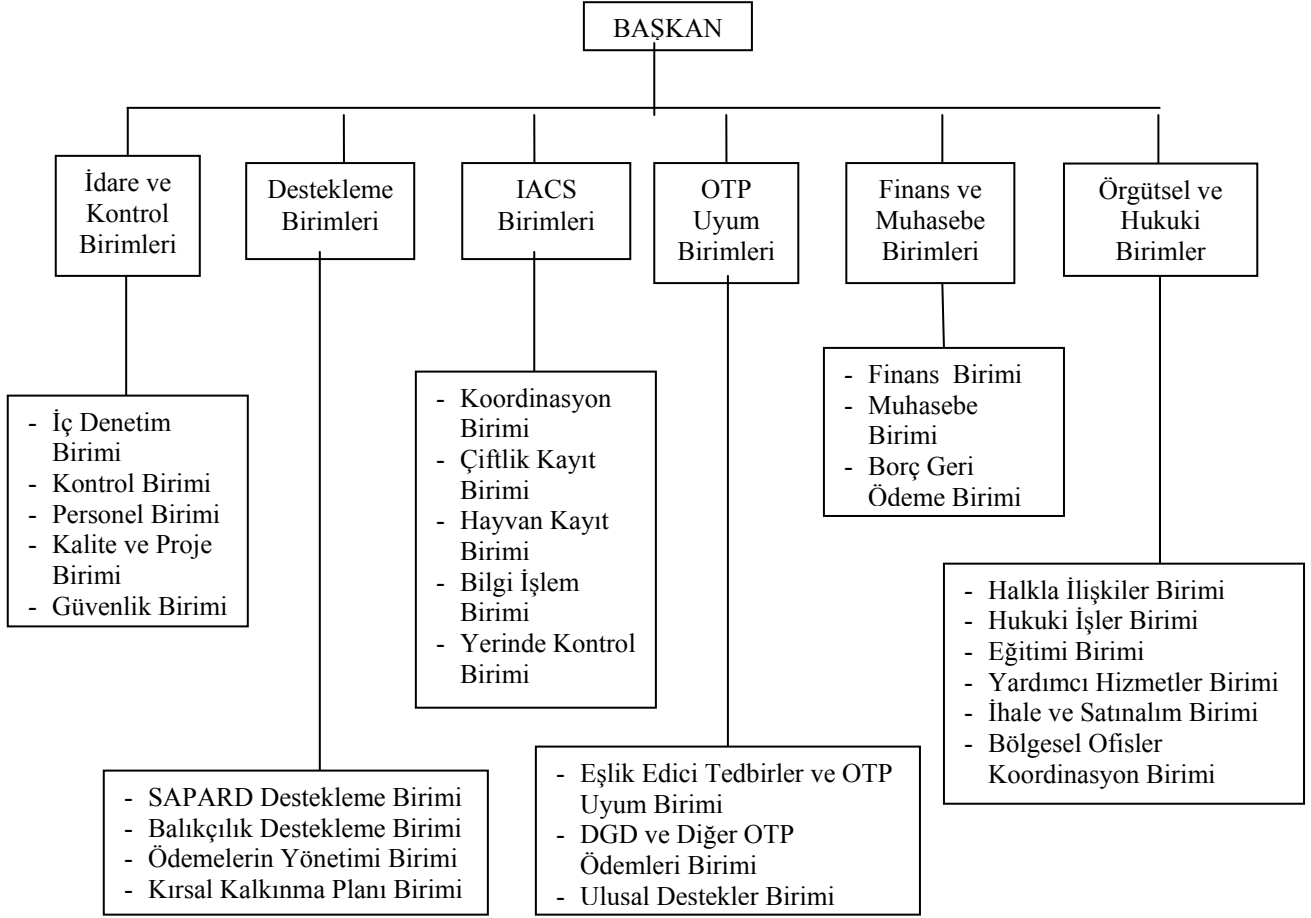 BAŞKAN
İdare ve
Kontrol
Birimleri
Destekleme
Birimleri
IACS
Birimleri
OTP
Uyum
Birimleri
Finans ve
Muhasebe
Birimleri
Örgütsel ve
Hukuki
Birimler
- İç Denetim
Birimi
- Kontrol Birimi
- Personel Birimi
- Kalite ve Proje
Birimi
- Güvenlik Birimi
- SAPARD Destekleme Birimi
- Balıkçılık Destekleme Birimi
- Ödemelerin Yönetimi Birimi
- Kırsal Kalkınma Planı Birimi
- Koordinasyon
Birimi
- Çiftlik Kayıt
Birimi
- Hayvan Kayıt
Birimi
- Bilgi İşlem
Birimi
- Yerinde Kontrol
Birimi
- Eşlik Edici Tedbirler ve OTP
Uyum Birimi
- DGD ve Diğer OTP
Ödemleri Birimi
- Ulusal Destekler Birimi
- Finans Birimi
- Muhasebe
Birimi
- Borç Geri
Ödeme Birimi
- Halkla İlişkiler Birimi
- Hukuki İşler Birimi
- Eğitimi Birimi
- Yardımcı Hizmetler Birimi
- İhale ve Satınalım Birimi
- Bölgesel Ofisler
Koordinasyon Birimi